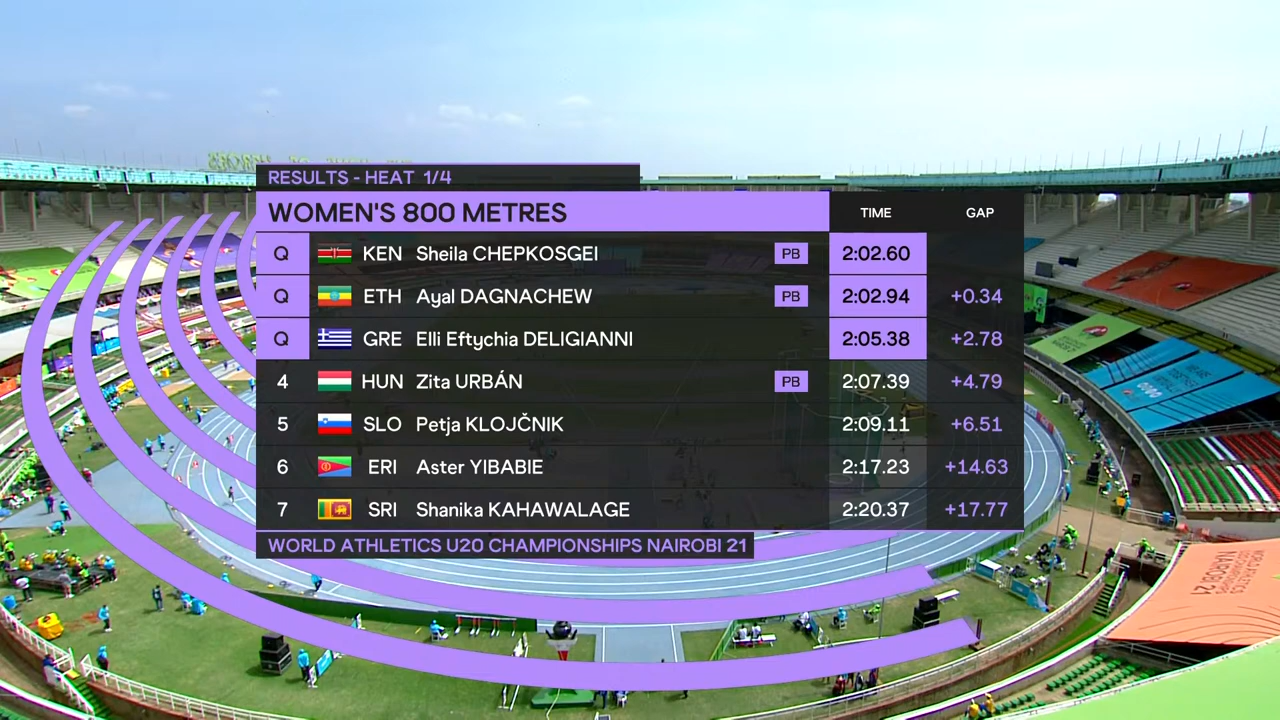 RESULTS - HEAT 1/4
WOMEN'S 800 METRES TIME GAP
Q KEN Sheila CHEPKOSGEI PB 2:02.60
Q ETH Ayal DAGNACHEW PB 2:02.94 +0.34
Q GRE Elli Eftychia DELIGIANNI 2:05.38 +2.78
4 HUN Zita URBÁN PB 2:07.39 +4.79
5 SLO Petja KLOJČNIK 2:09.11 +6.51
6 ERI Aster YIBABIE 2:17.23 +14.63
7 SRI Shanika KAHAWALAGE 2:20.37 +17.77
WORLD ATHLETICS U20 CHAMPIONSHIPS NAIROBI 21
NAIROBI 21